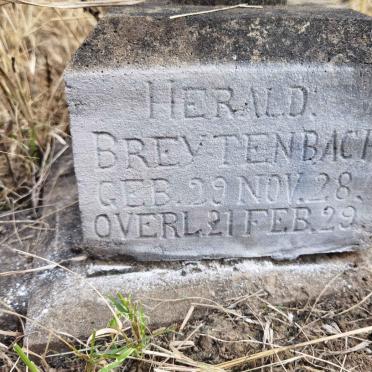 HERALD.
BREYTENBACH
GEB. 29 NOV. 28.
OVERL. 21 FEB. 29.